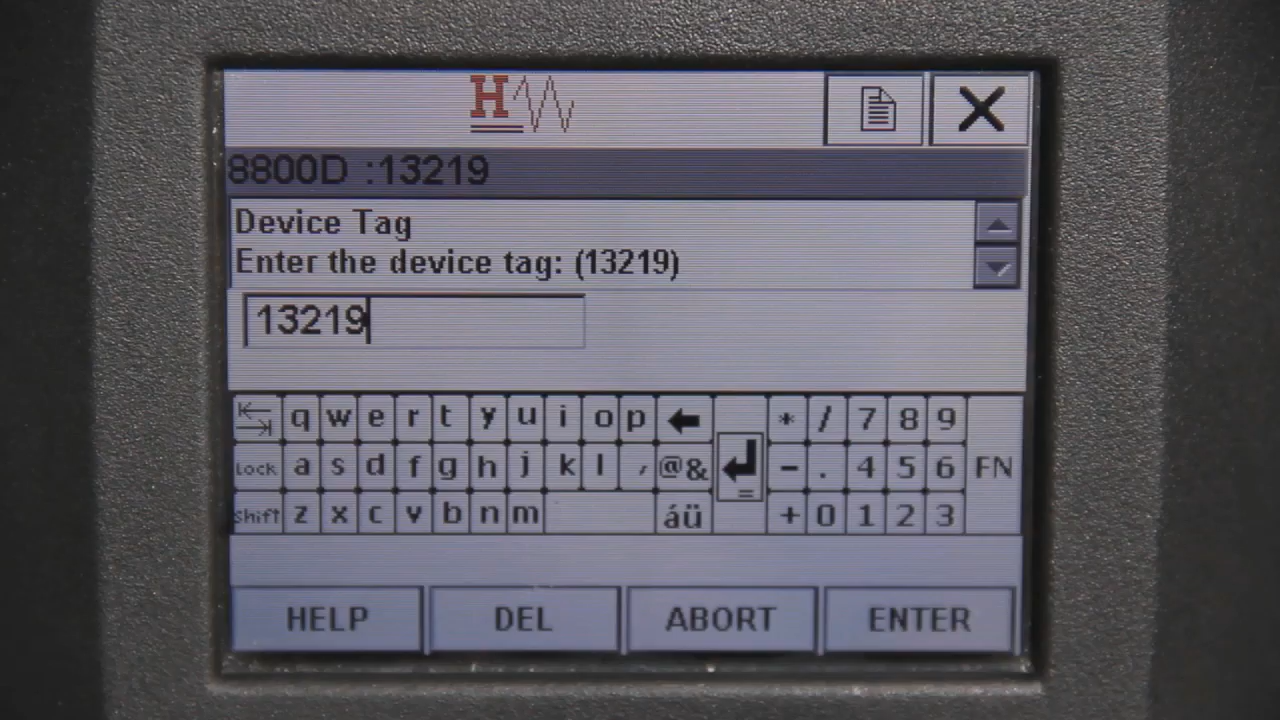 H
8800D :13219
Device Tag
Enter the device tag: (13219)
13219
q w e r t y u i o p * / 7 8 9
Lock a s d f g h j k l , @& - . 4 5 6 FN
Shift z x c v b n m áü + 0 1 2 3
HELP DEL ABORT ENTER